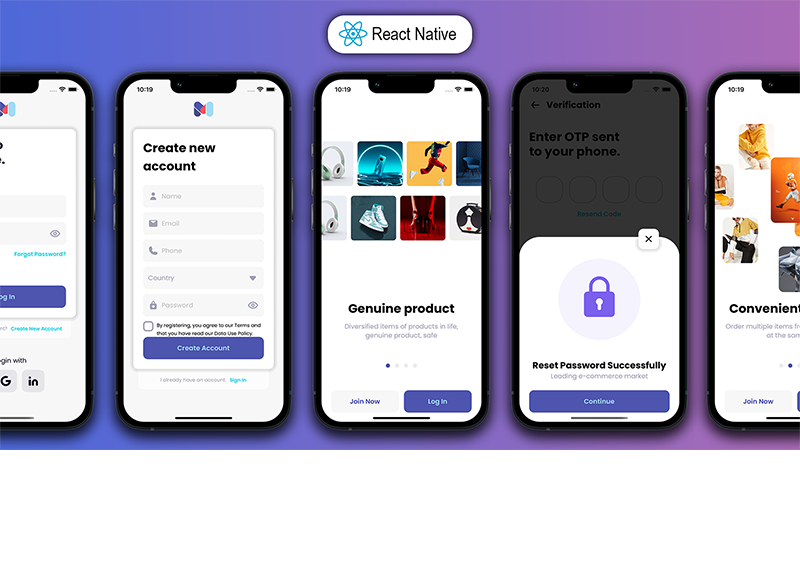 React Native
Forgot Password?
Log In
Create New Account
gin with
in
10:19
Create new
account
Name
Email
Phone
Country
Password
By registering, you agree to our Terms and
that you have read our Data Use Policy.
Create Account
I already have an account
Sign In
10:19
Genuine product
Diversified items of products in life,
genuine product, safe
Join Now
Log In
10:20
Verification
Enter OTP sent
to your phone.
Resend Code
Reset Password Successfully
Leading e-commerce market
Continue
10:19
Convenient
Order multiple items
at the sam
Join Now